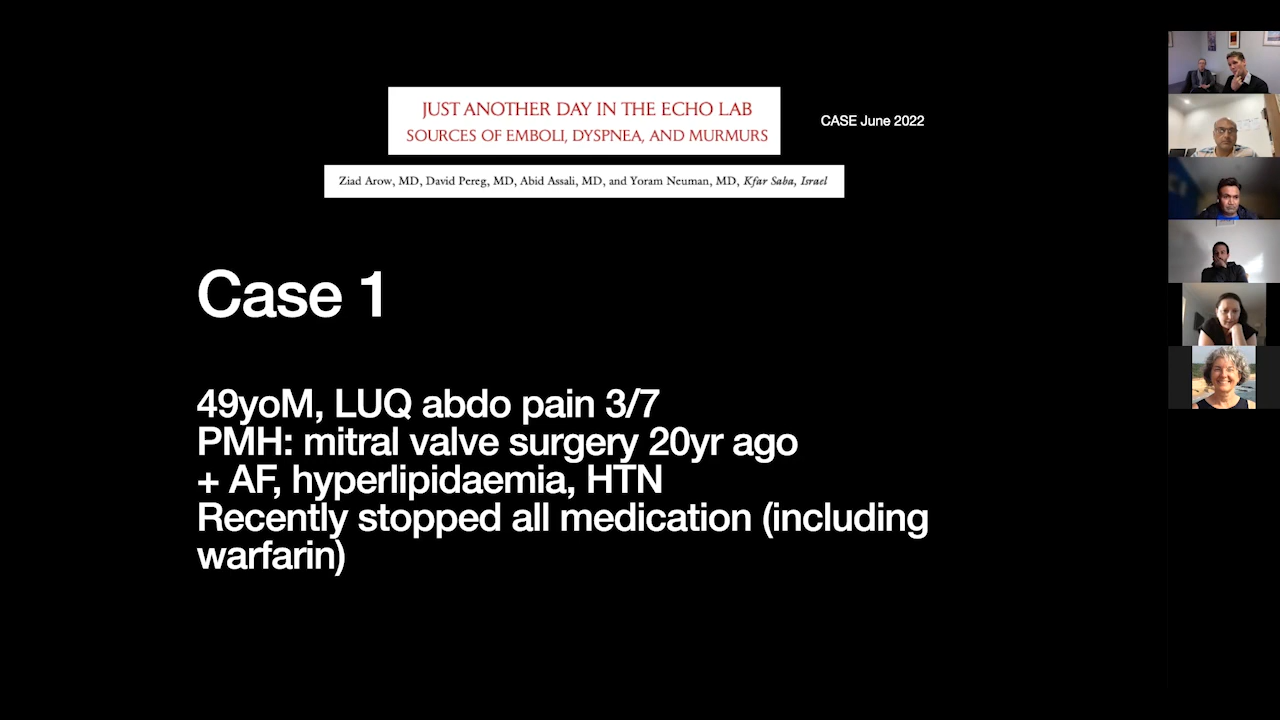 JUST ANOTHER DAY IN THE ECHO LAB
SOURCES OF EMBOLI, DYSPNEA, AND MURMURS
CASE June 2022
Ziad Arow, MD, David Pereg, MD, Abid Assali, MD, and Yoram Neuman, MD, Kfar Saba, Israel
Case 1
49yoM, LUQ abdo pain 3/7
PMH: mitral valve surgery 20yr ago
+ AF, hyperlipidaemia, HTN
Recently stopped all medication (including
warfarin)